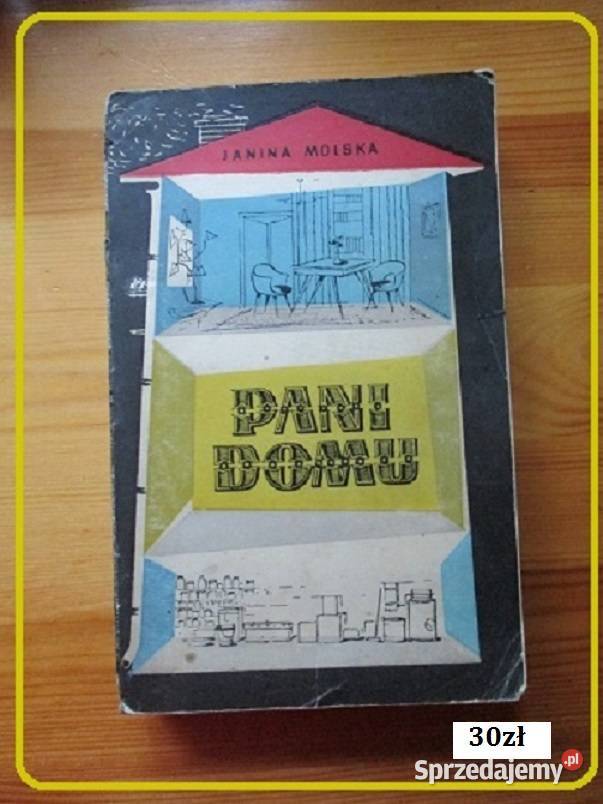 JANINA MOLSKA
PANI
DOMU
30zł
Sprzedajemy.pl